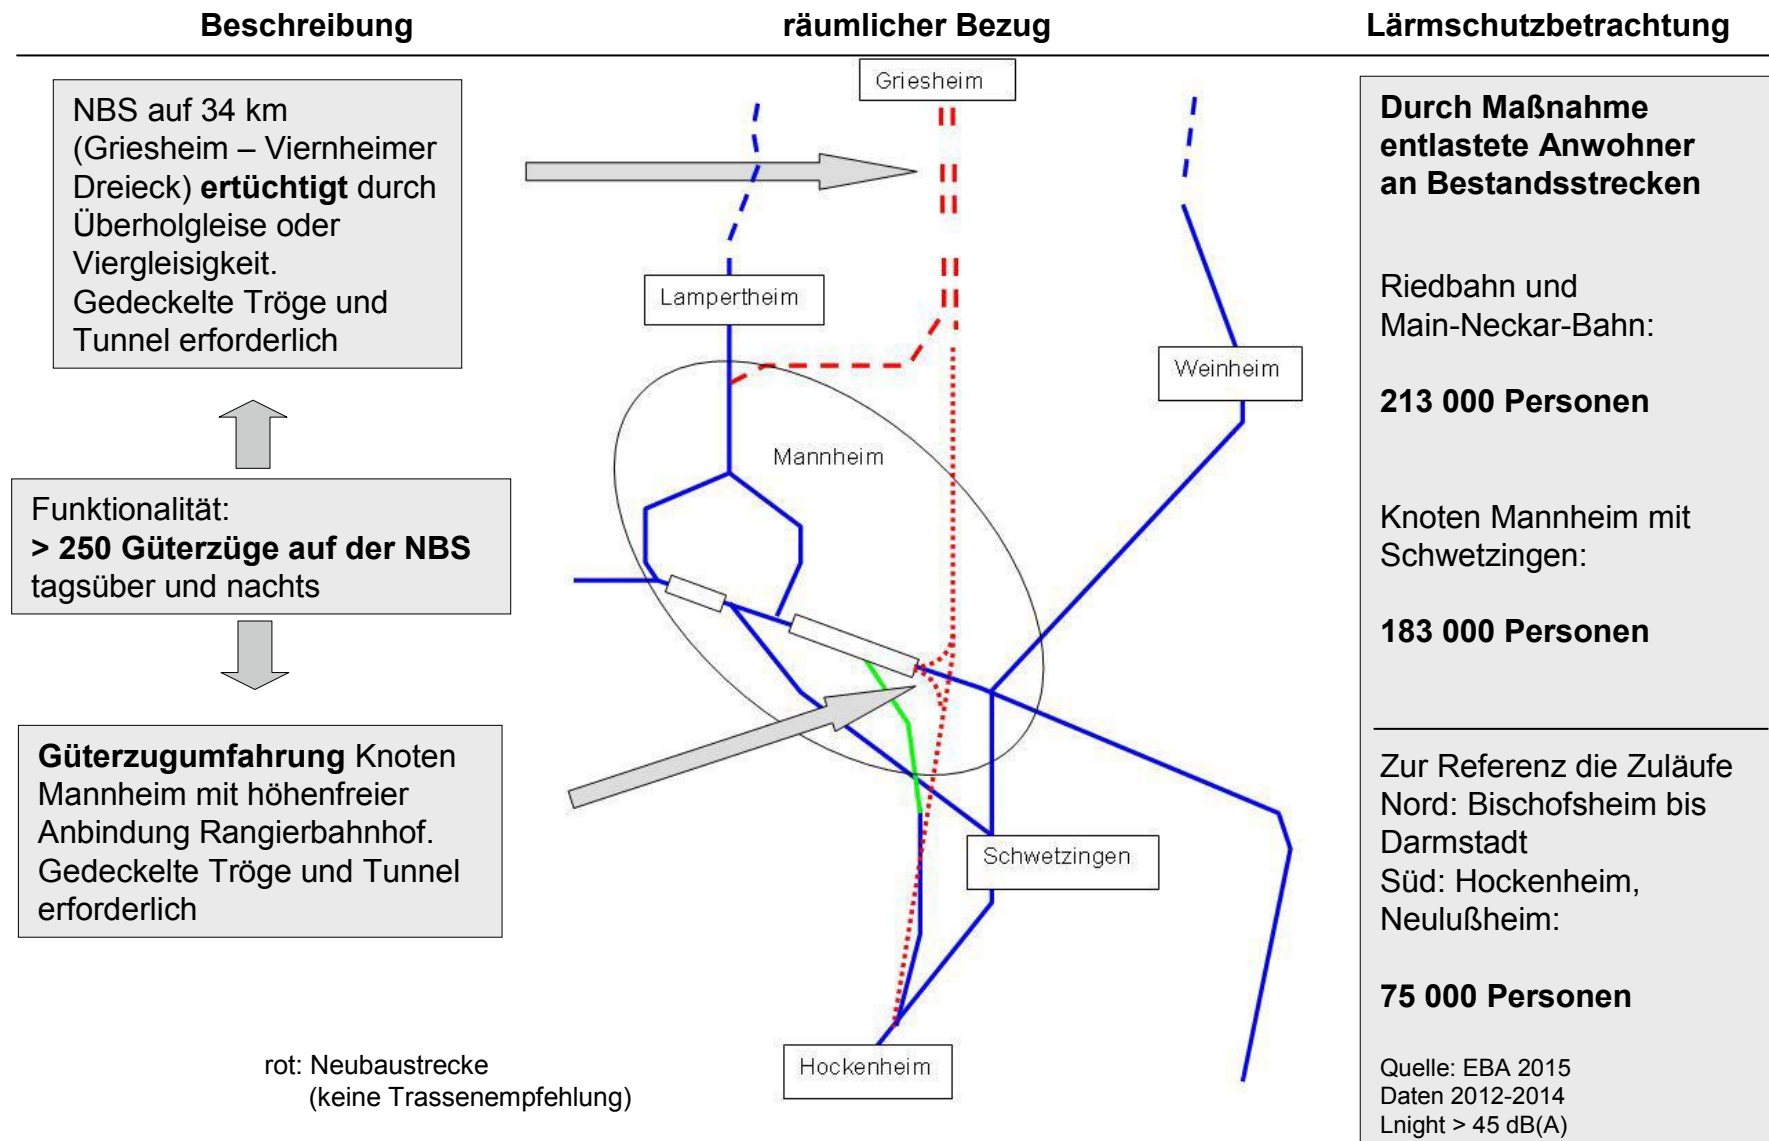 Beschreibung
räumlicher Bezug
Lärmschutzbetrachtung
NBS auf 34 km
(Griesheim – Viernheimer
Dreieck) ertüchtigt durch
Überholgleise oder
Viergleisigkeit.
Gedeckelte Tröge und
Tunnel erforderlich
Funktionalität:
> 250 Güterzüge auf der NBS
tagsüber und nachts
Güterzugumfahrung Knoten
Mannheim mit höhenfreier
Anbindung Rangierbahnhof.
Gedeckelte Tröge und Tunnel
erforderlich
rot: Neubaustrecke
(keine Trassenempfehlung)
Griesheim
Lampertheim
Weinheim
Mannheim
Schwetzingen
Hockenheim
Durch Maßnahme
entlastete Anwohner
an Bestandsstrecken
Riedbahn und
Main-Neckar-Bahn:
213 000 Personen
Knoten Mannheim mit
Schwetzingen:
183 000 Personen
Zur Referenz die Zuläufe
Nord: Bischofsheim bis
Darmstadt
Süd: Hockenheim,
Neulußheim:
75 000 Personen
Quelle: EBA 2015
Daten 2012-2014
Lnight > 45 dB(A)